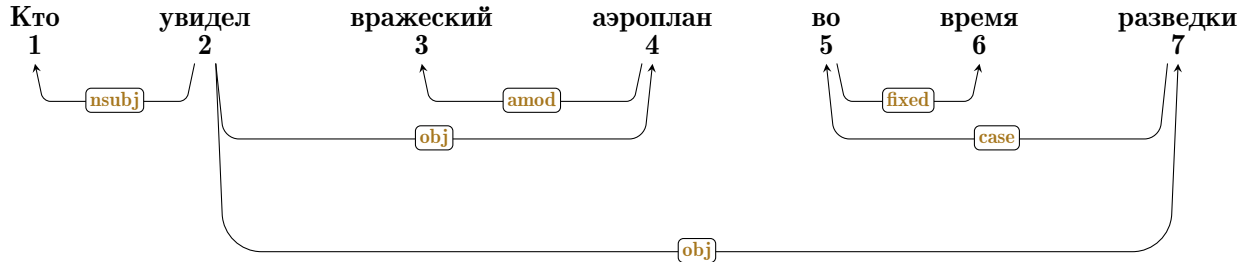 Кто увидел вражеский аэроплан во время разведки
1 2 3 4 5 6 7
nsubj amod fixed
obj case
obj